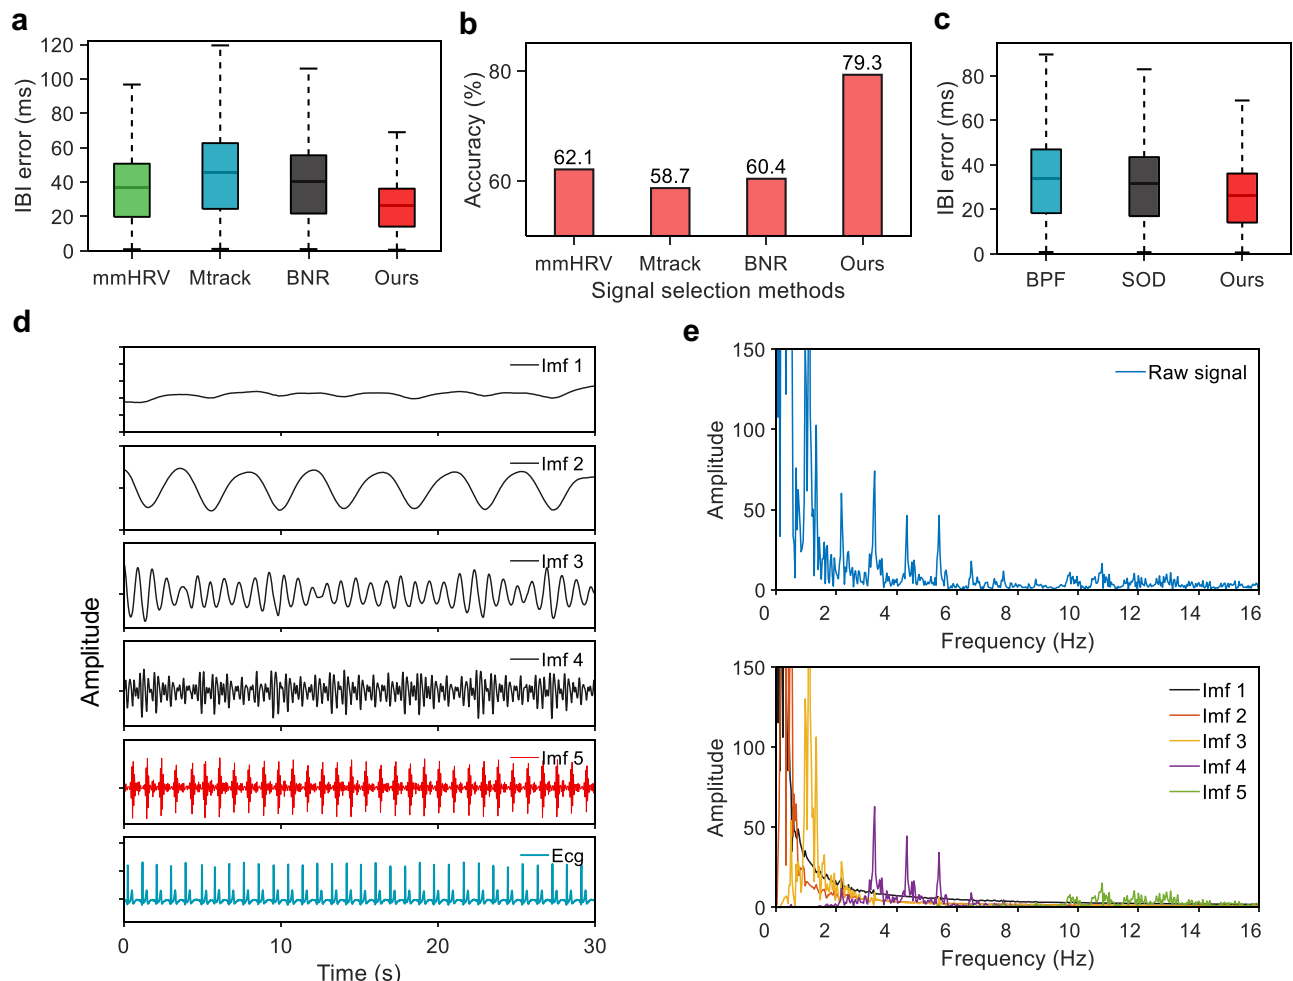 a
IBI error (ms)
120
100
80
60
40
20
0
mmHRV Mtrack BNR Ours
b
Accuracy (%)
80
60
62.1
58.7
60.4
79.3
mmHRV Mtrack BNR Ours
Signal selection methods
c
IBI error (ms)
80
60
40
20
0
BPF SOD Ours
d
Amplitude
Imf 1
Imf 2
Imf 3
Imf 4
Imf 5
Ecg
0 10 20 30
Time (s)
e
Amplitude
150
100
50
0
Raw signal
0 2 4 6 8 10 12 14 16
Frequency (Hz)
Amplitude
150
100
50
0
Imf 1
Imf 2
Imf 3
Imf 4
Imf 5
0 2 4 6 8 10 12 14 16
Frequency (Hz)